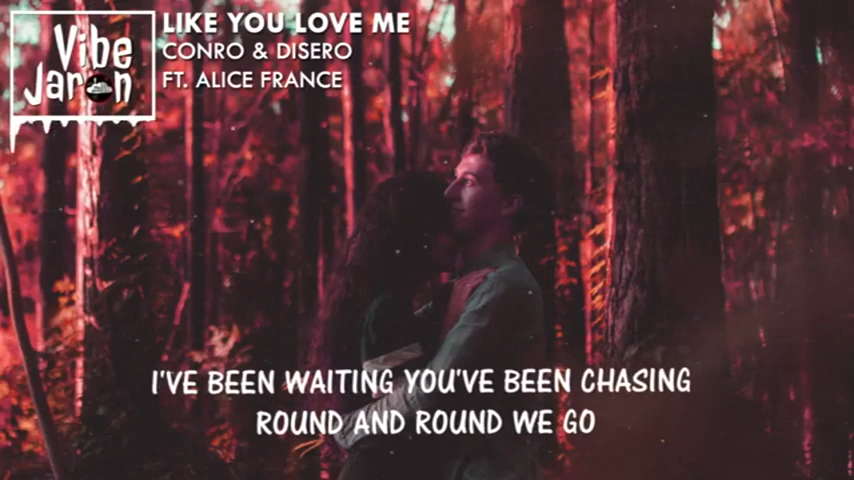 Vibe
Jaron
LIKE YOU LOVE ME
CONRO & DISERO
FT. ALICE FRANCE
I'VE BEEN WAITING YOU'VE BEEN CHASING
ROUND AND ROUND WE GO